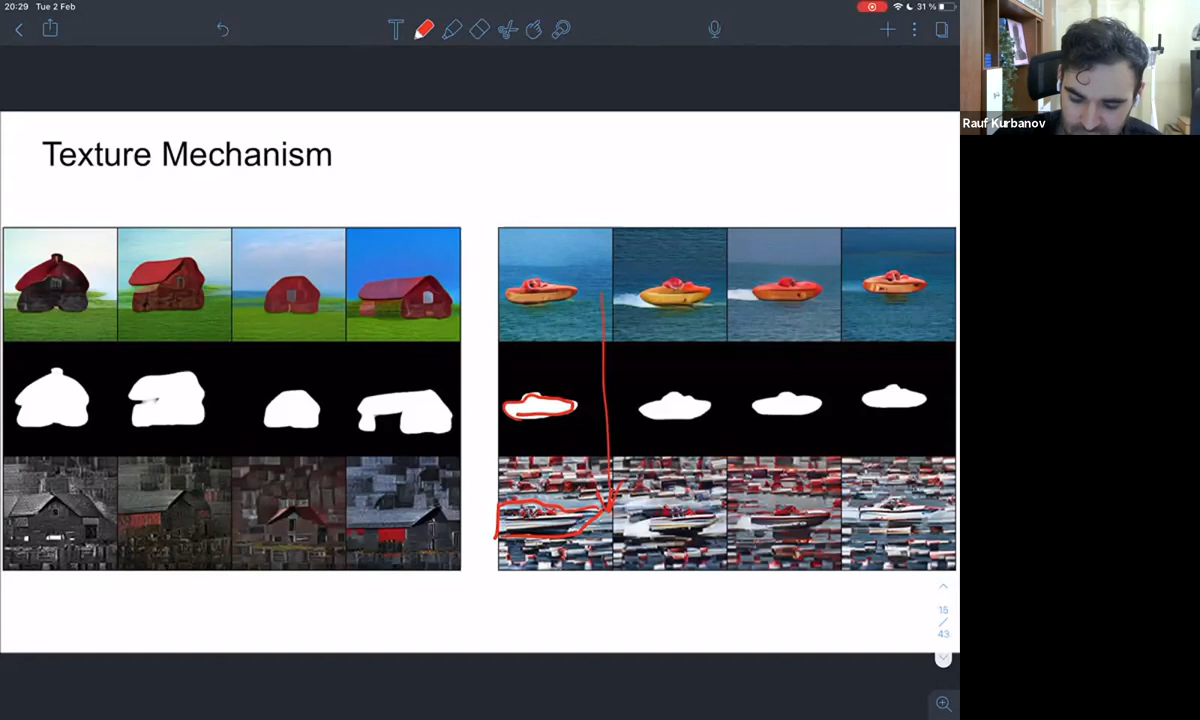 20:29 Tue 2 Feb
31 %
T
Rauf Kurbanov
Texture Mechanism
15
/
43